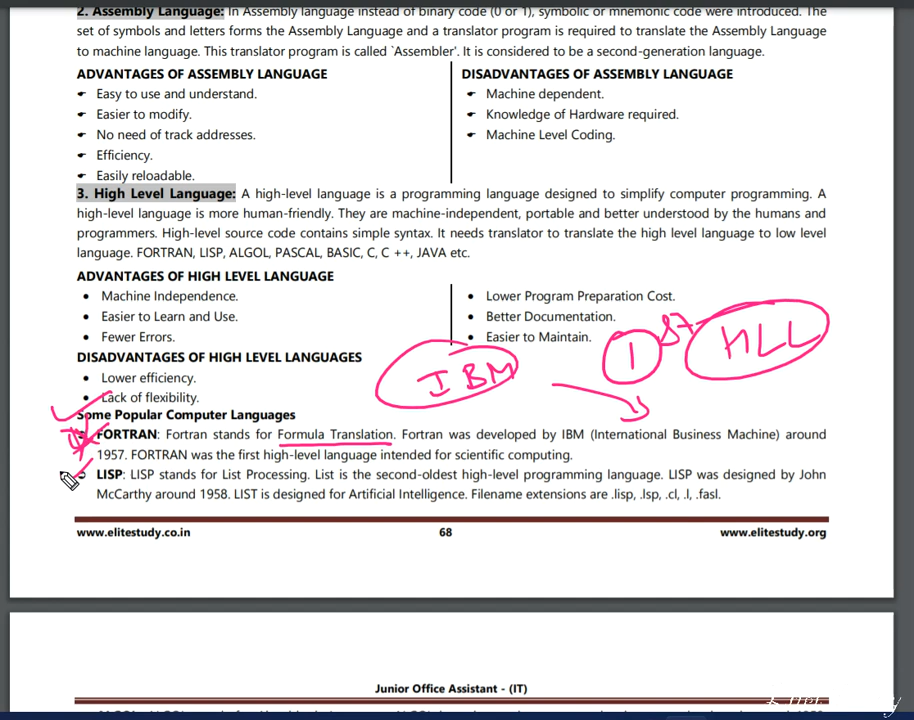 2. Assembly Language: In Assembly language instead of binary code (0 or 1), symbolic or mnemonic code were introduced. The
set of symbols and letters forms the Assembly Language and a translator program is required to translate the Assembly Language
to machine language. This translator program is called `Assembler'. It is considered to be a second-generation language.
ADVANTAGES OF ASSEMBLY LANGUAGE
Easy to use and understand.
Easier to modify.
No need of track addresses.
Efficiency.
Easily reloadable.
DISADVANTAGES OF ASSEMBLY LANGUAGE
Machine dependent.
Knowledge of Hardware required.
Machine Level Coding.
3. High Level Language: A high-level language is a programming language designed to simplify computer programming. A
high-level language is more human-friendly. They are machine-independent, portable and better understood by the humans and
programmers. High-level source code contains simple syntax. It needs translator to translate the high level language to low level
language. FORTRAN, LISP, ALGOL, PASCAL, BASIC, C, C ++, JAVA etc.
ADVANTAGES OF HIGH LEVEL LANGUAGE
• Machine Independence.
• Easier to Learn and Use.
• Fewer Errors.
• Lower Program Preparation Cost.
• Better Documentation.
• Easier to Maintain.
1st HLL
IBM
DISADVANTAGES OF HIGH LEVEL LANGUAGES
• Lower efficiency.
• Lack of flexibility.
Some Popular Computer Languages
FORTRAN: Fortran stands for Formula Translation. Fortran was developed by IBM (International Business Machine) around
1957. FORTRAN was the first high-level language intended for scientific computing.
LISP: LISP stands for List Processing. List is the second-oldest high-level programming language. LISP was designed by John
McCarthy around 1958. LIST is designed for Artificial Intelligence. Filename extensions are .lisp, .lsp, .cl, .l, .fasl.
www.elitestudy.co.in 68 www.elitestudy.org
Junior Office Assistant - (IT)